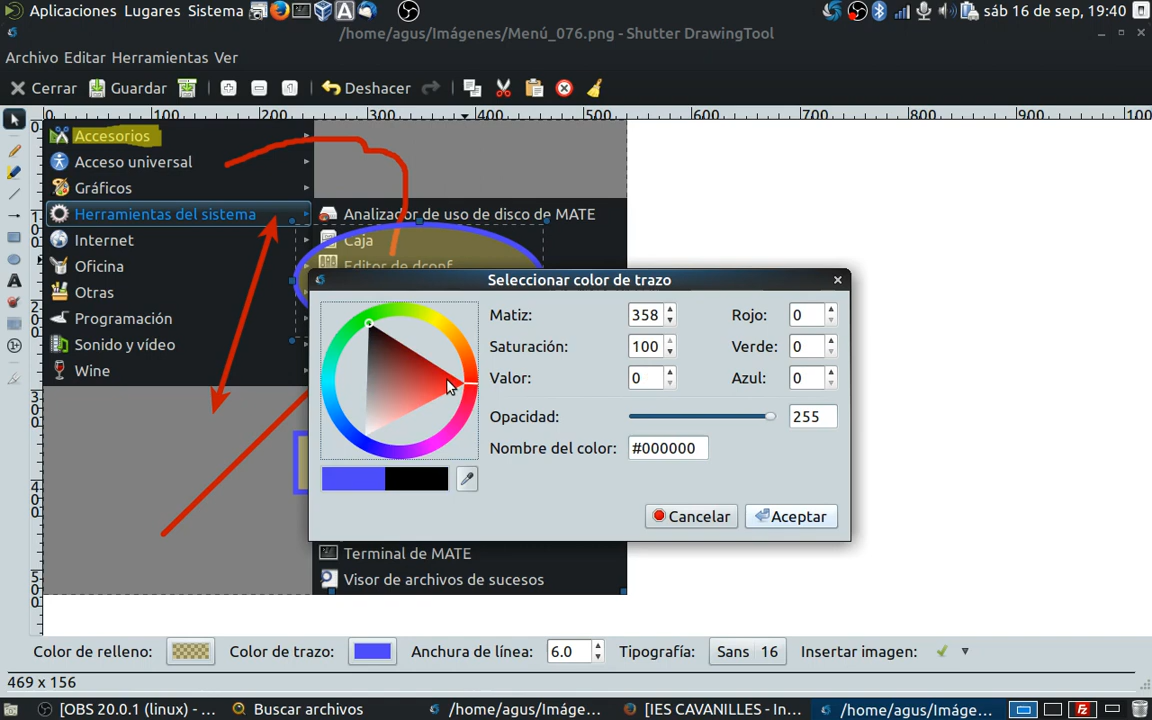 Aplicaciones Lugares Sistema
sáb 16 de sep, 19:40
/home/agus/Imágenes/Menú_076.png - Shutter DrawingTool
Archivo Editar Herramientas Ver
Cerrar Guardar Deshacer
0 100 200 300 400 500 600 700 800 900 100
Accesorios
Acceso universal
Gráficos
Herramientas del sistema
Internet
Oficina
Otras
Programación
Sonido y vídeo
Wine
Analizador de uso de disco de MATE
Caja
Editor de dconf
Seleccionar color de trazo
Matiz: 358 Rojo: 0
Saturación: 100 Verde: 0
Valor: 0 Azul: 0
Opacidad: 255
Nombre del color: #000000
Cancelar Aceptar
Terminal de MATE
Visor de archivos de sucesos
Color de relleno: Color de trazo: Anchura de línea: 6.0 Tipografía: Sans 16 Insertar imagen:
469 x 156
[OBS 20.0.1 (linux) - ... Buscar archivos /home/agus/Imáge... [IES CAVANILLES - In... /home/agus/Imáge...